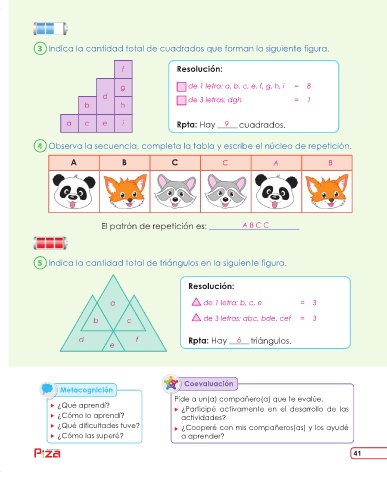 3 Indica la cantidad total de cuadrados que forman la siguiente figura.
f
g
d
b h
a c e i
Resolución:
de 1 letra: a, b, c, e, f, g, h, i = 8
de 3 letras: dgh = 1
Rpta: Hay 9 cuadrados.
4 Observa la secuencia, completa la tabla y escribe el núcleo de repetición.
A B C C A B
El patrón de repetición es: A B C C
5 Indica la cantidad total de triángulos en la siguiente figura.
a
b c
d e f
Resolución:
de 1 letra: b, c, e = 3
de 3 letras: abc, bde, cef = 3
Rpta: Hay 6 triángulos.
Metacognición
¿Qué aprendí?
¿Cómo lo aprendí?
¿Qué dificultades tuve?
¿Cómo las superé?
Coevaluación
Pide a un(a) compañero(a) que te evalúe.
¿Participé activamente en el desarrollo de las
actividades?
¿Cooperé con mis compañeros(as) y los ayudé
a aprender?
41